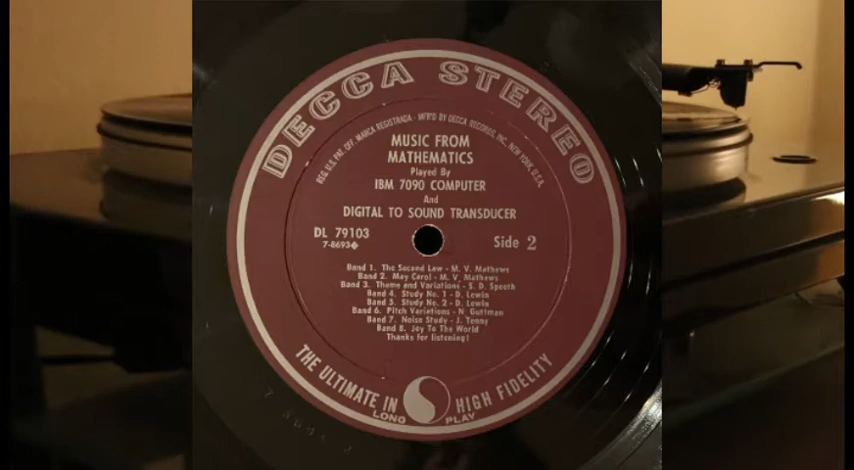 DECCA STEREO
REG. U.S. PAT. OFF. MARCA REGISTRADA · MF'D BY DECCA RECORDS, INC., NEW YORK, U.S.A.
MUSIC FROM
MATHEMATICS
Played By
IBM 7090 COMPUTER
And
DIGITAL TO SOUND TRANSDUCER
DL 79103
7-8693◆
Side 2
Band 1. The Second Law - M. V. Mathews
Band 2. May Carol - M. V. Mathews
Band 3. Theme and Variations - S. D. Speeth
Band 4. Study No. 1 - D. Lewin
Band 5. Study No. 2 - D. Lewin
Band 6. Pitch Variations - N. Guttman
Band 7. Noise Study - J. Tenny
Band 8. Joy To The World
Thanks for listening!
THE ULTIMATE IN HIGH FIDELITY
LONG PLAY